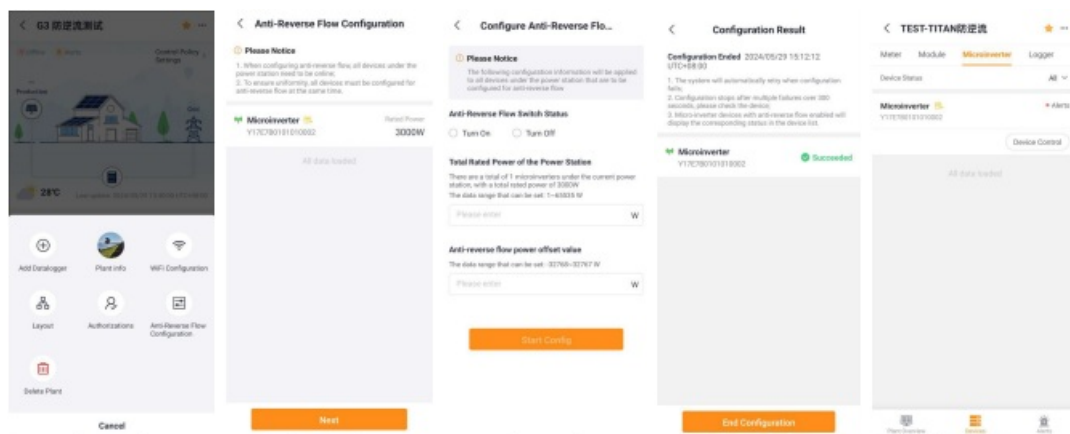 G3 防逆流测试
Offline
Alerts
Control Policy
Settings
Production
Grid
28°C
Add Datalogger
Plant info
WiFi Configuration
Layout
Authorizations
Anti-Reverse Flow
Configuration
Delete Plant
Cancel
Anti-Reverse Flow Configuration
Please Notice
1. When configuring anti-reverse flow, all devices under the
power station need to be online;
2. To ensure uniformity, all devices must be configured for
anti-reverse flow at the same time.
Microinverter
Rated Power
Y17E7B0101010002
3000W
All data loaded
Next
Configure Anti-Reverse Flo...
Please Notice
The following configuration information will be applied
to all devices under the power station that are to be
configured for anti-reverse flow
Anti-Reverse Flow Switch Status
Turn On
Turn Off
Total Rated Power of the Power Station
There are a total of 1 microinverters under the current power
station, with a total rated power of 3000W
The data range that can be set: 1~65535 W
Please enter
W
Anti-reverse flow power offset value
The data range that can be set: -32768~32767 W
Please enter
W
Start Config
Configuration Result
Configuration Ended 2024/05/29 15:12:12
UTC+08:00
1. The system will automatically retry when configuration
fails;
2. Configuration stops after multiple failures over 300
seconds, please check the device;
3. Micro-inverter devices with anti-reverse flow enabled will
display the corresponding status in the device list.
Microinverter
Y17E7B0101010002
Succeeded
End Configuration
TEST-TITAN防逆流
Meter
Module
Microinverter
Logger
Device Status
All
Microinverter
Alerts
Y17E7B0101010002
Device Control
All data loaded
Plant Overview
Devices
Alerts